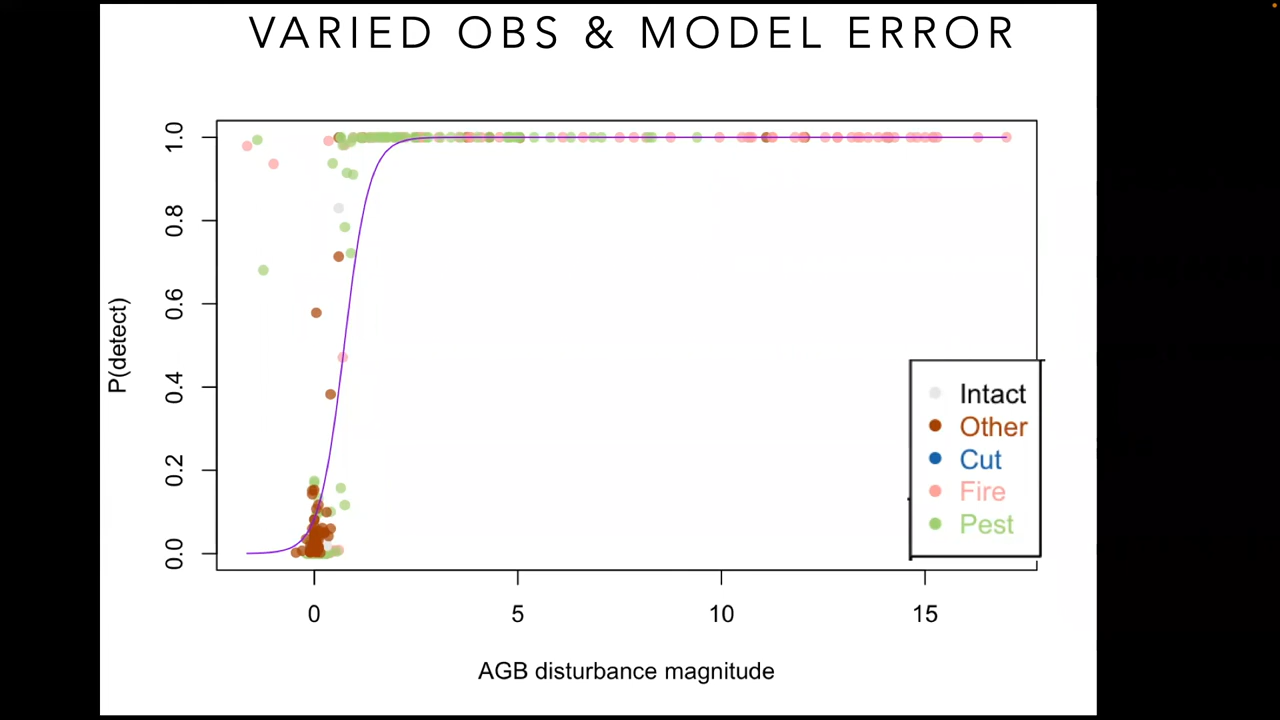 VARIED OBS & MODEL ERROR
P(detect)
1.0
0.8
0.6
0.4
0.2
0.0
Intact
Other
Cut
Fire
Pest
0 5 10 15
AGB disturbance magnitude